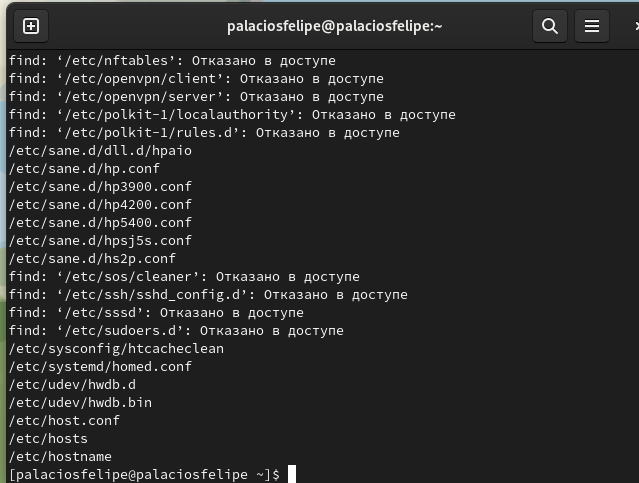 palaciosfelipe@palaciosfelipe:~
find: ‘/etc/nftables’: Отказано в доступе
find: ‘/etc/openvpn/client’: Отказано в доступе
find: ‘/etc/openvpn/server’: Отказано в доступе
find: ‘/etc/polkit-1/localauthority’: Отказано в доступе
find: ‘/etc/polkit-1/rules.d’: Отказано в доступе
/etc/sane.d/dll.d/hpaio
/etc/sane.d/hp.conf
/etc/sane.d/hp3900.conf
/etc/sane.d/hp4200.conf
/etc/sane.d/hp5400.conf
/etc/sane.d/hpsj5s.conf
/etc/sane.d/hs2p.conf
find: ‘/etc/sos/cleaner’: Отказано в доступе
find: ‘/etc/ssh/sshd_config.d’: Отказано в доступе
find: ‘/etc/sssd’: Отказано в доступе
find: ‘/etc/sudoers.d’: Отказано в доступе
/etc/sysconfig/htcacheclean
/etc/systemd/homed.conf
/etc/udev/hwdb.d
/etc/udev/hwdb.bin
/etc/host.conf
/etc/hosts
/etc/hostname
[palaciosfelipe@palaciosfelipe ~]$